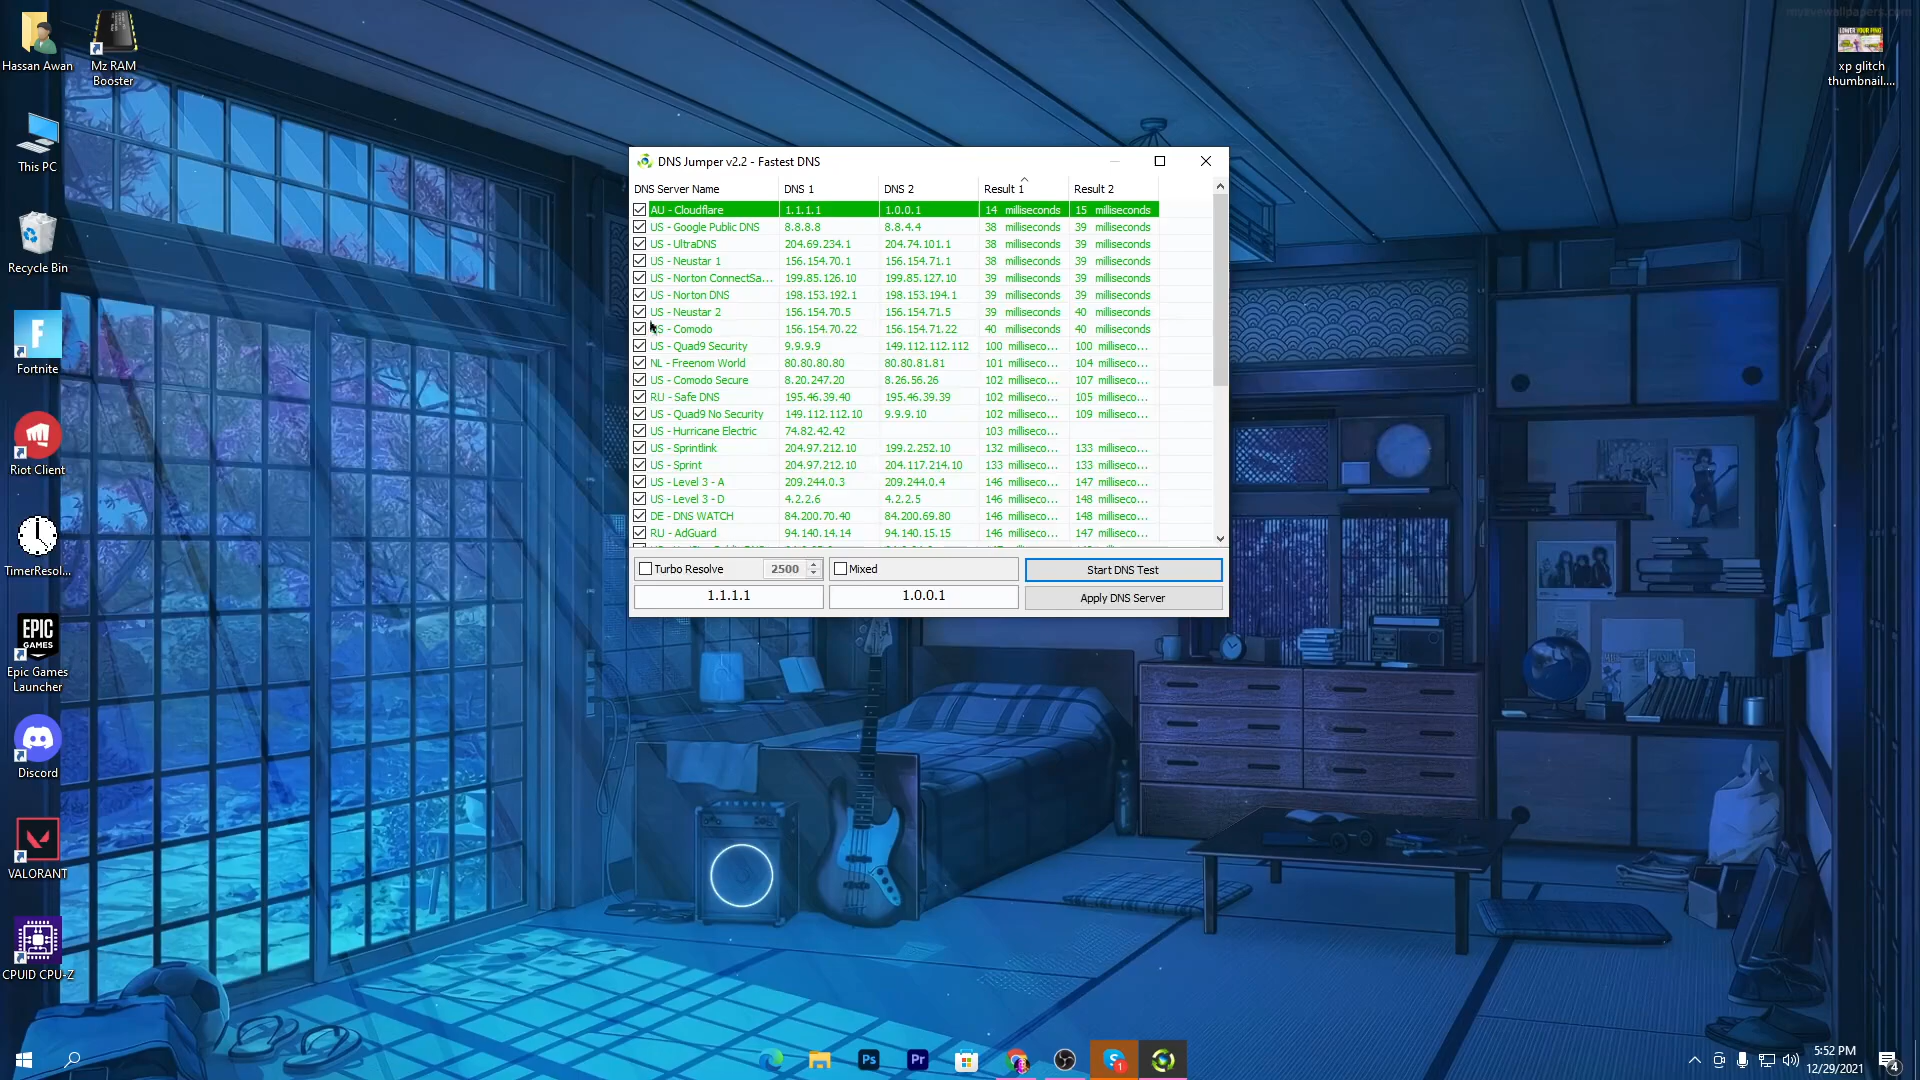 mysvewallpapers.com
Hassan Awan
Mz RAM
Booster
This PC
Recycle Bin
Fortnite
Riot Client
TimerResol...
EPIC
GAMES
Epic Games
Launcher
Discord
VALORANT
CPUID CPU-Z
LOWER YOUR PING
xp glitch
thumbnail....
DNS Jumper v2.2 - Fastest DNS
DNS Server Name DNS 1 DNS 2 Result 1 Result 2
AU - Cloudflare 1.1.1.1 1.0.0.1 14 milliseconds 15 milliseconds
US - Google Public DNS 8.8.8.8 8.8.4.4 38 milliseconds 39 milliseconds
US - UltraDNS 204.69.234.1 204.74.101.1 38 milliseconds 39 milliseconds
US - Neustar 1 156.154.70.1 156.154.71.1 38 milliseconds 39 milliseconds
US - Norton ConnectSa... 199.85.126.10 199.85.127.10 39 milliseconds 39 milliseconds
US - Norton DNS 198.153.192.1 198.153.194.1 39 milliseconds 39 milliseconds
US - Neustar 2 156.154.70.5 156.154.71.5 39 milliseconds 40 milliseconds
US - Comodo 156.154.70.22 156.154.71.22 40 milliseconds 40 milliseconds
US - Quad9 Security 9.9.9.9 149.112.112.112 100 milliseco... 100 milliseco...
NL - Freenom World 80.80.80.80 80.80.81.81 101 milliseco... 104 milliseco...
US - Comodo Secure 8.20.247.20 8.26.56.26 102 milliseco... 107 milliseco...
RU - Safe DNS 195.46.39.40 195.46.39.39 102 milliseco... 105 milliseco...
US - Quad9 No Security 149.112.112.10 9.9.9.10 102 milliseco... 109 milliseco...
US - Hurricane Electric 74.82.42.42 103 milliseco...
US - Sprintlink 204.97.212.10 199.2.252.10 132 milliseco... 133 milliseco...
US - Sprint 204.97.212.10 204.117.214.10 133 milliseco... 133 milliseco...
US - Level 3 - A 209.244.0.3 209.244.0.4 146 milliseco... 147 milliseco...
US - Level 3 - D 4.2.2.6 4.2.2.5 146 milliseco... 148 milliseco...
DE - DNS WATCH 84.200.70.40 84.200.69.80 146 milliseco... 148 milliseco...
RU - AdGuard 94.140.14.14 94.140.15.15 146 milliseco... 147 milliseco...
Turbo Resolve 2500 Mixed Start DNS Test
1.1.1.1 1.0.0.1 Apply DNS Server
Ps
Pr
S
1
5:52 PM
12/29/2021
4